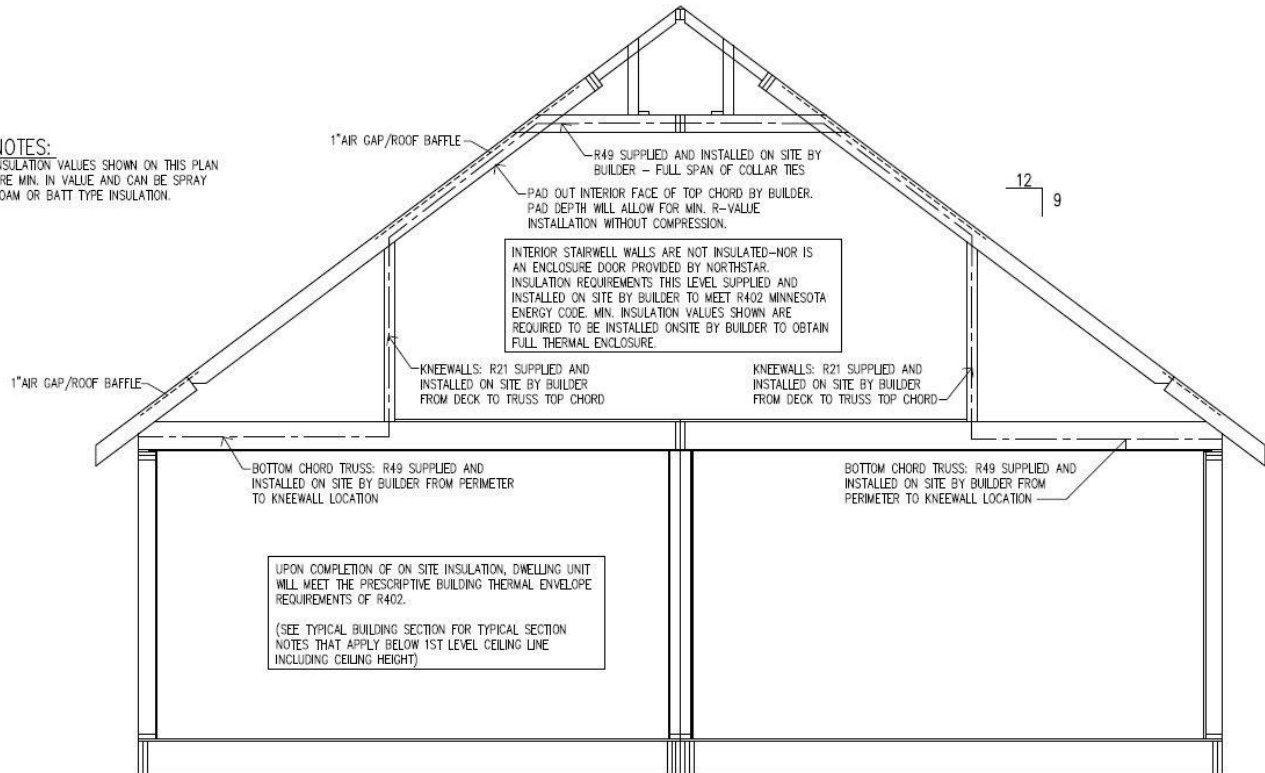 NOTES:
NSULATION VALUES SHOWN ON THIS PLAN
RE MIN. IN VALUE AND CAN BE SPRAY
OAM OR BATT TYPE INSULATION.
1"AIR GAP/ROOF BAFFLE
R49 SUPPLIED AND INSTALLED ON SITE BY
BUILDER – FULL SPAN OF COLLAR TIES
PAD OUT INTERIOR FACE OF TOP CHORD BY BUILDER.
PAD DEPTH WILL ALLOW FOR MIN. R–VALUE
INSTALLATION WITHOUT COMPRESSION.
12
9
INTERIOR STAIRWELL WALLS ARE NOT INSULATED–NOR IS
AN ENCLOSURE DOOR PROVIDED BY NORTHSTAR.
INSULATION REQUIREMENTS THIS LEVEL SUPPLIED AND
INSTALLED ON SITE BY BUILDER TO MEET R402 MINNESOTA
ENERGY CODE. MIN. INSULATION VALUES SHOWN ARE
REQUIRED TO BE INSTALLED ONSITE BY BUILDER TO OBTAIN
FULL THERMAL ENCLOSURE.
1"AIR GAP/ROOF BAFFLE
KNEEWALLS: R21 SUPPLIED AND
INSTALLED ON SITE BY BUILDER
FROM DECK TO TRUSS TOP CHORD
KNEEWALLS: R21 SUPPLIED AND
INSTALLED ON SITE BY BUILDER
FROM DECK TO TRUSS TOP CHORD
BOTTOM CHORD TRUSS: R49 SUPPLIED AND
INSTALLED ON SITE BY BUILDER FROM PERIMETER
TO KNEEWALL LOCATION
BOTTOM CHORD TRUSS: R49 SUPPLIED AND
INSTALLED ON SITE BY BUILDER FROM
PERIMETER TO KNEEWALL LOCATION
UPON COMPLETION OF ON SITE INSULATION, DWELLING UNIT
WILL MEET THE PRESCRIPTIVE BUILDING THERMAL ENVELOPE
REQUIREMENTS OF R402.
(SEE TYPICAL BUILDING SECTION FOR TYPICAL SECTION
NOTES THAT APPLY BELOW 1ST LEVEL CEILING LINE
INCLUDING CEILING HEIGHT)